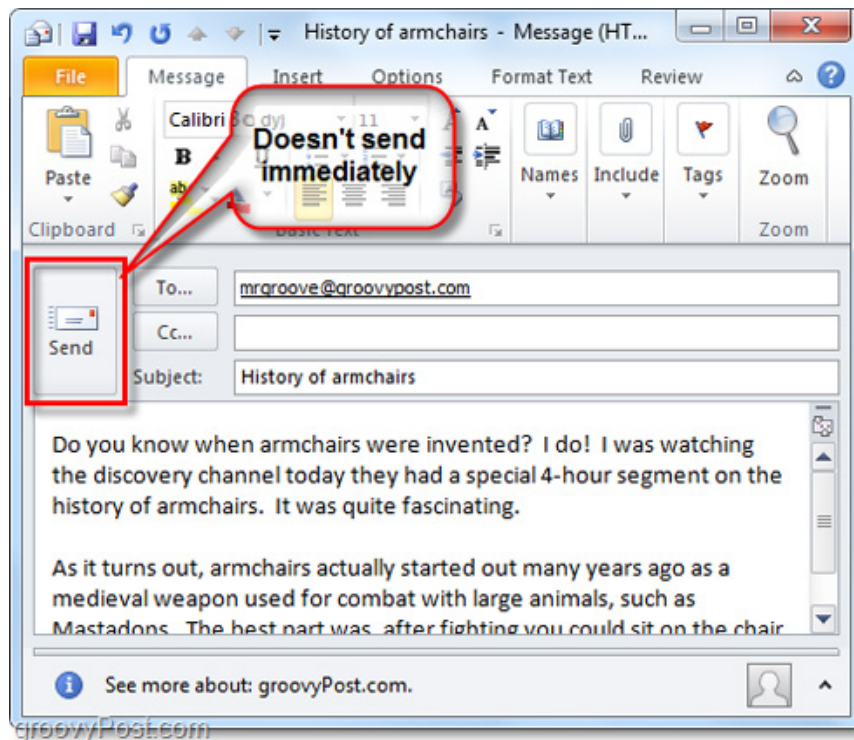 History of armchairs - Message (HT...
File Message Insert Options Format Text Review
Calibri 11
Doesn't send
immediately
Paste
Names Include Tags Zoom
Clipboard Basic Text Zoom
Send
To... mrgroove@groovypost.com
Cc...
Subject: History of armchairs
Do you know when armchairs were invented? I do! I was watching
the discovery channel today they had a special 4-hour segment on the
history of armchairs. It was quite fascinating.
As it turns out, armchairs actually started out many years ago as a
medieval weapon used for combat with large animals, such as
Mastadons. The best part was, after fighting you could sit on the chair
See more about: groovyPost.com.
groovyPost.com